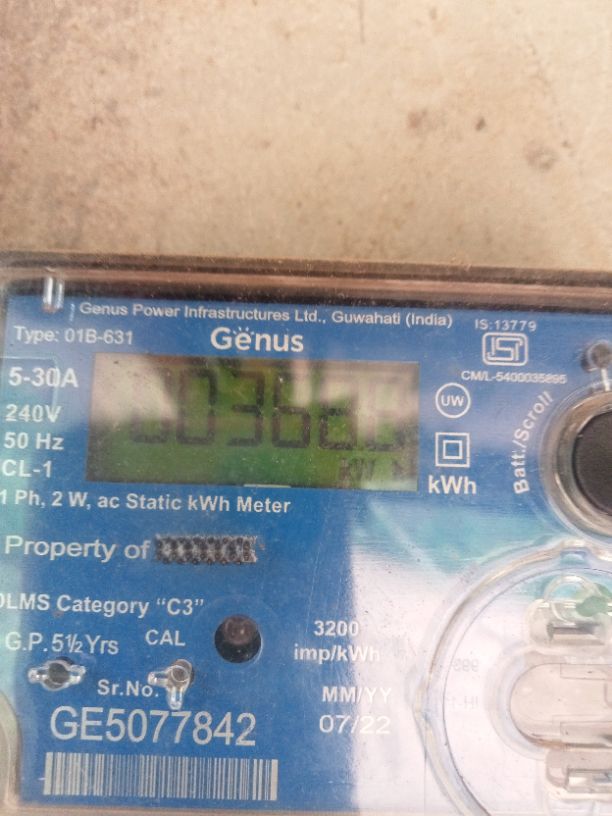 Genus Power Infrastructures Ltd., Guwahati (India)
IS:13779
Type: 01B-631
Genus
5-30A
CM/L-5400035895
240V
UW
50 Hz
CL-1
kWh
Batt./Scroll
1 Ph, 2 W, ac Static kWh Meter
Property of
DLMS Category "C3"
G.P.5½Yrs
CAL
3200
imp/kWh
Sr.No.
MM/YY
GE5077842
07/22